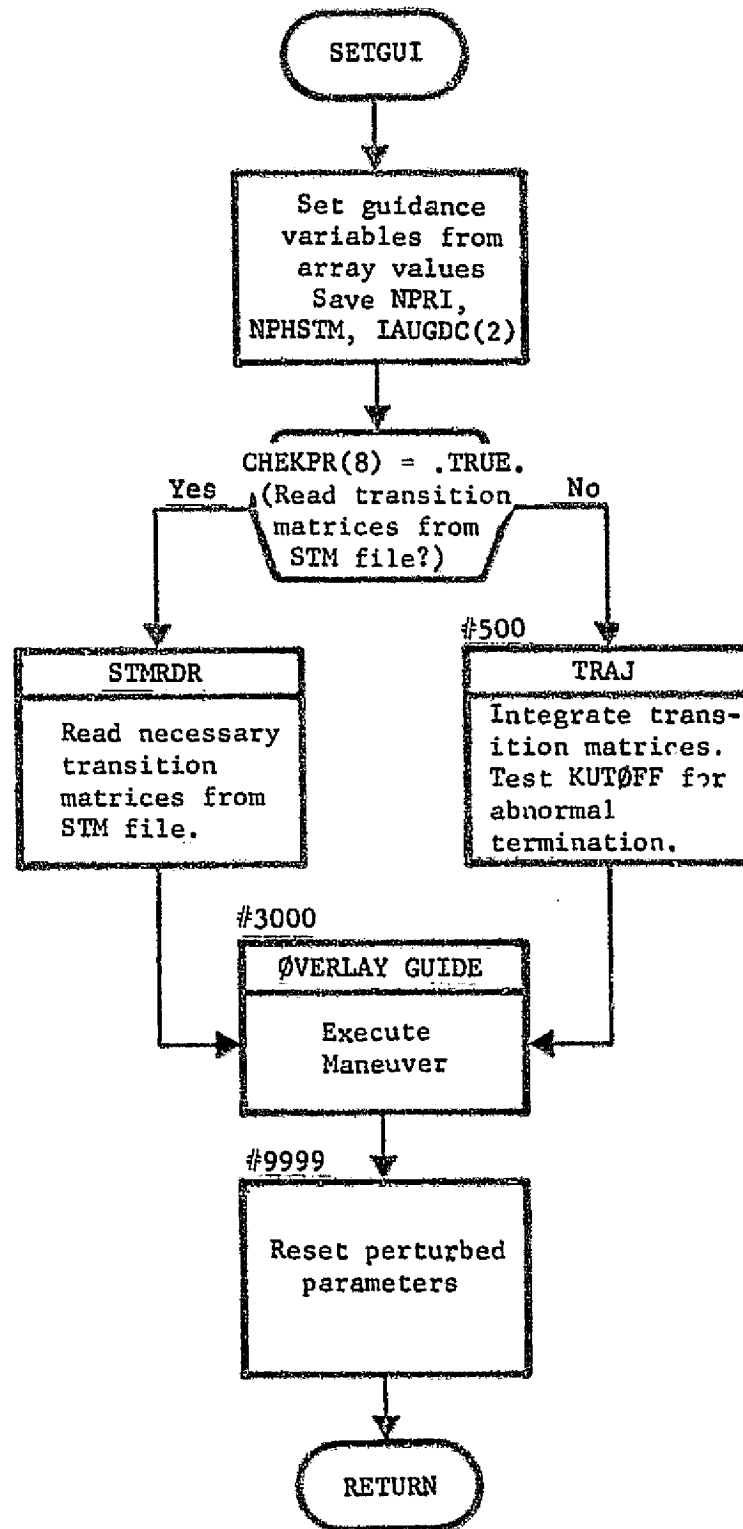 SETGUI
Set guidance
variables from
array values
Save NPRI,
NPHSTM, IAUGDC(2)
CHEKPR(8) = .TRUE.
(Read transition
matrices from
STM file?)
Yes
No
STMRDR
Read necessary
transition
matrices from
STM file.
#500
TRAJ
Integrate trans-
ition matrices.
Test KUTØFF for
abnormal
termination.
#3000
ØVERLAY GUIDE
Execute
Maneuver
#9999
Reset perturbed
parameters
RETURN